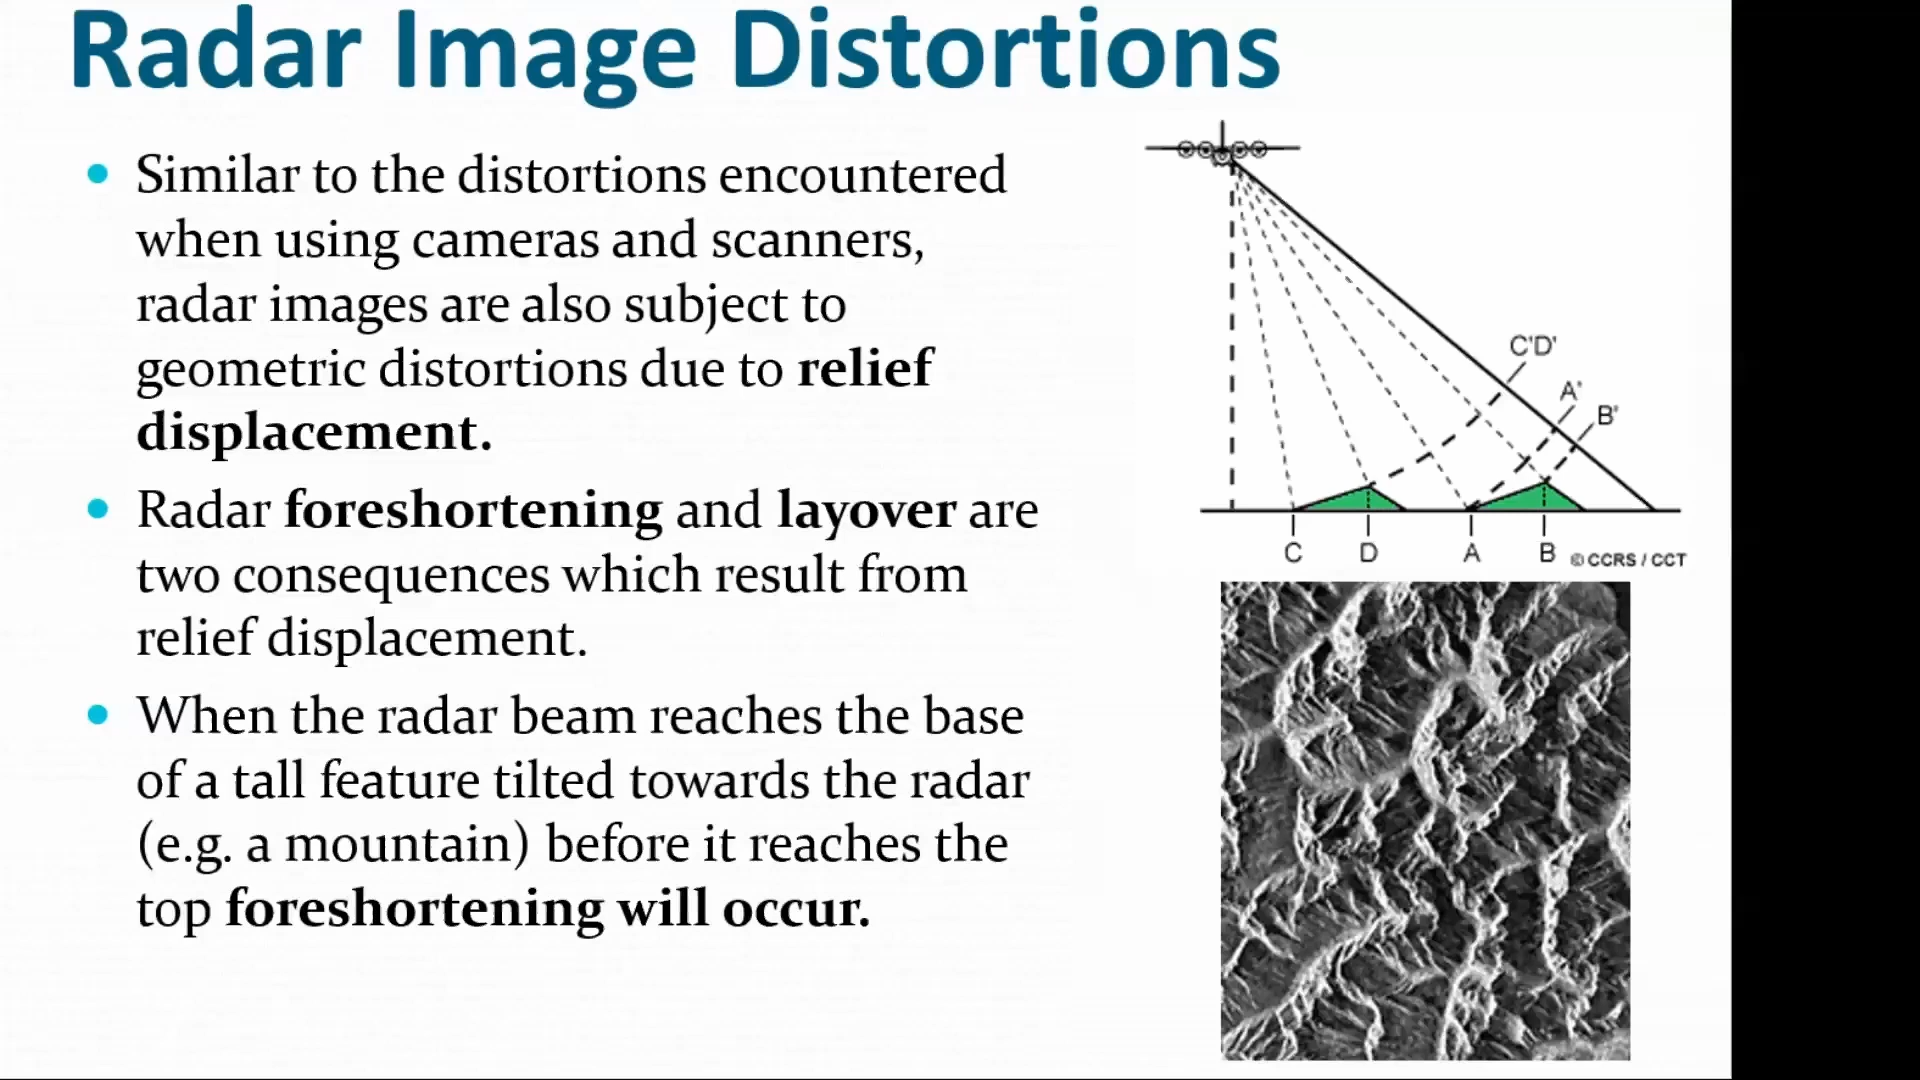 Radar Image Distortions
• Similar to the distortions encountered
when using cameras and scanners,
radar images are also subject to
geometric distortions due to relief
displacement.
• Radar foreshortening and layover are
two consequences which result from
relief displacement.
• When the radar beam reaches the base
of a tall feature tilted towards the radar
(e.g. a mountain) before it reaches the
top foreshortening will occur.
C'D'
A'
B'
C D A B © CCRS / CCT